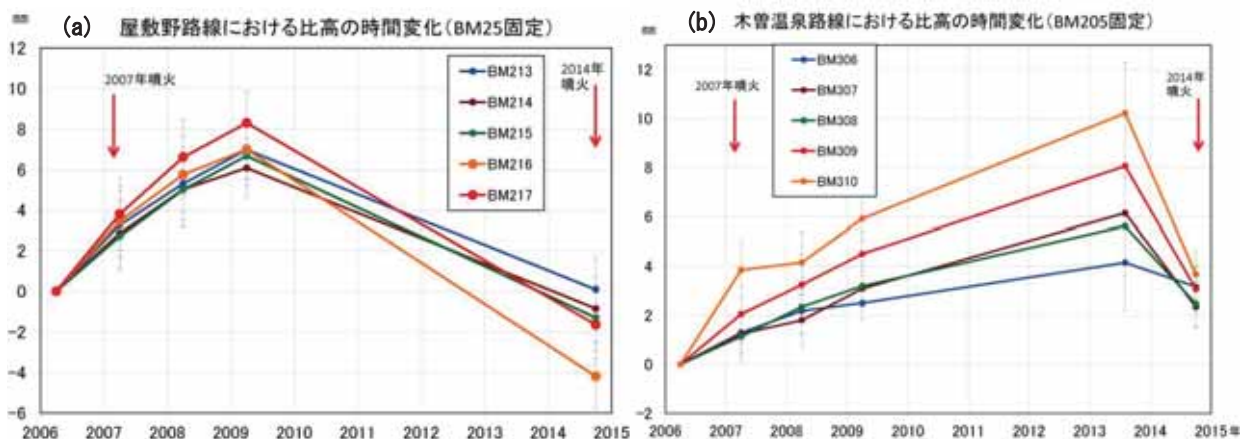 mm
(a) 屋敷野路線における比高の時間変化(BM25固定)
12
10
8
6
4
2
0
-2
-4
-6
2007年噴火
2014年
噴火
BM213
BM214
BM215
BM216
BM217
2006 2007 2008 2009 2010 2011 2012 2013 2014 2015
mm
(b) 木曽温泉路線における比高の時間変化(BM205固定)
12
10
8
6
4
2
0
-2
2007年噴火
2014年
噴火
BM306
BM307
BM308
BM309
BM310
2006 2007 2008 2009 2010 2011 2012 2013 2014 2015年